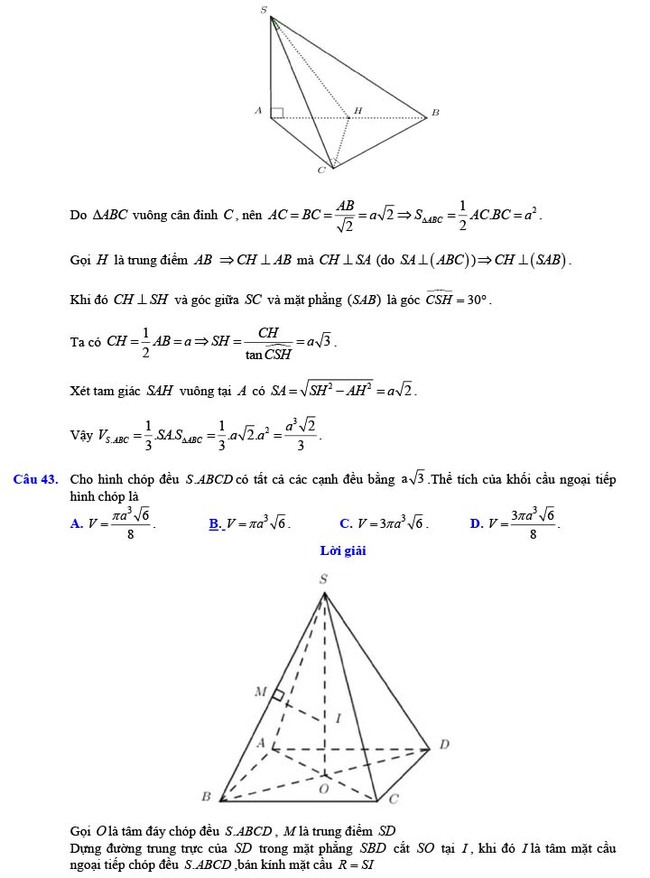 S
A
H
B
C
Do ΔABC vuông cân đỉnh C, nên AC = BC = AB/√2 = a√2 ⇒ S_ΔABC = 1/2 AC.BC = a².
Gọi H là trung điểm AB ⇒ CH ⊥ AB mà CH ⊥ SA (do SA ⊥ (ABC)) ⇒ CH ⊥ (SAB).
Khi đó CH ⊥ SH và góc giữa SC và mặt phẳng (SAB) là góc \widehat{CSH} = 30°.
Ta có CH = 1/2 AB = a ⇒ SH = CH/tan \widehat{CSH} = a√3.
Xét tam giác SAH vuông tại A có SA = √(SH² − AH²) = a√2.
Vậy V_S.ABC = 1/3.SA.S_ΔABC = 1/3.a√2.a² = a³√2/3.
Câu 43. Cho hình chóp đều S.ABCD có tất cả các cạnh đều bằng a√3 .Thể tích của khối cầu ngoại tiếp
hình chóp là
A. V = πa³√6/8. B. V = πa³√6. C. V = 3πa³√6. D. V = 3πa³√6/8.
Lời giải
S
M
I
A
D
O
B
C
Gọi O là tâm đáy chóp đều S.ABCD , M là trung điểm SD
Dựng đường trung trực của SD trong mặt phẳng SBD cắt SO tại I, khi đó I là tâm mặt cầu
ngoại tiếp chóp đều S.ABCD ,bán kính mặt cầu R = SI